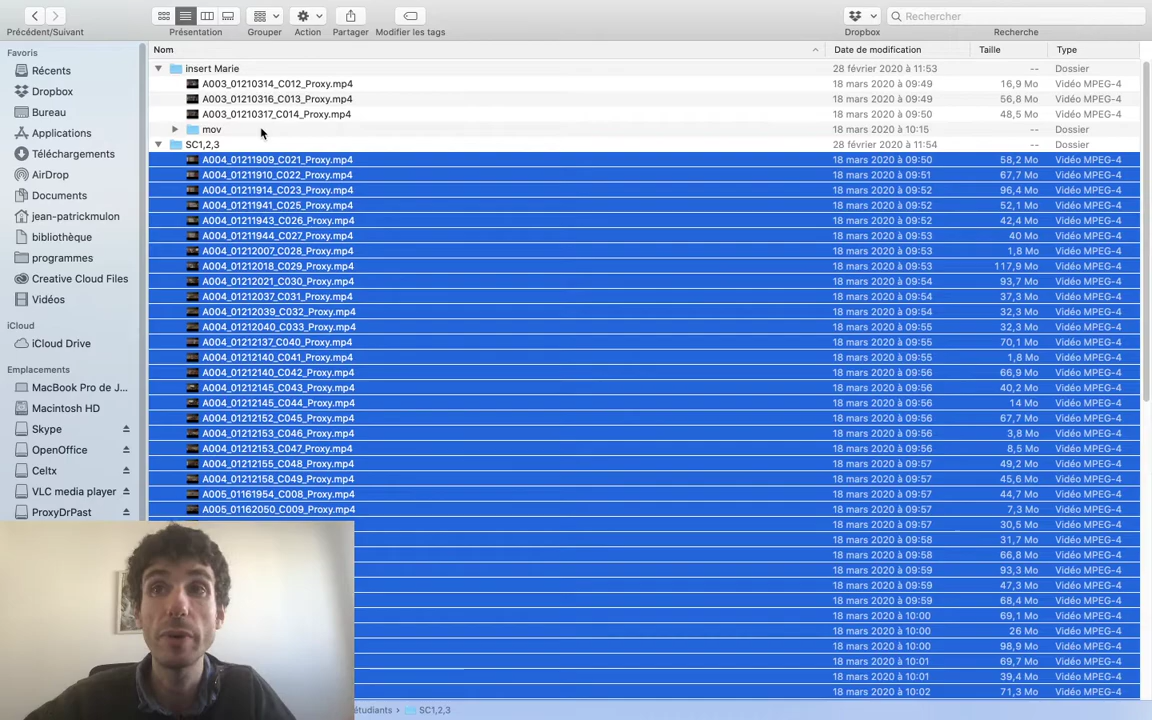 Précédent/Suivant
Présentation
Grouper
Action
Partager
Modifier les tags
Dropbox
Rechercher
Recherche
Favoris
Récents
Dropbox
Bureau
Applications
Téléchargements
AirDrop
Documents
jean-patrickmulon
bibliothèque
programmes
Creative Cloud Files
Vidéos
iCloud
iCloud Drive
Emplacements
MacBook Pro de J...
Macintosh HD
Skype
OpenOffice
Celtx
VLC media player
ProxyDrPast
Nom Date de modification Taille Type
insert Marie 28 février 2020 à 11:53 -- Dossier
A003_01210314_C012_Proxy.mp4 18 mars 2020 à 09:49 16,9 Mo Vidéo MPEG-4
A003_01210316_C013_Proxy.mp4 18 mars 2020 à 09:49 56,8 Mo Vidéo MPEG-4
A003_01210317_C014_Proxy.mp4 18 mars 2020 à 09:49 48,5 Mo Vidéo MPEG-4
mov 18 mars 2020 à 10:15 -- Dossier
SC1,2,3 28 février 2020 à 11:54 -- Dossier
A004_01211909_C021_Proxy.mp4 18 mars 2020 à 09:50 58,2 Mo Vidéo MPEG-4
A004_01211910_C022_Proxy.mp4 18 mars 2020 à 09:51 67,7 Mo Vidéo MPEG-4
A004_01211914_C023_Proxy.mp4 18 mars 2020 à 09:52 96,4 Mo Vidéo MPEG-4
A004_01211941_C025_Proxy.mp4 18 mars 2020 à 09:52 52,1 Mo Vidéo MPEG-4
A004_01211943_C026_Proxy.mp4 18 mars 2020 à 09:52 42,4 Mo Vidéo MPEG-4
A004_01211944_C027_Proxy.mp4 18 mars 2020 à 09:53 40 Mo Vidéo MPEG-4
A004_01212007_C028_Proxy.mp4 18 mars 2020 à 09:53 1,8 Mo Vidéo MPEG-4
A004_01212018_C029_Proxy.mp4 18 mars 2020 à 09:53 117,9 Mo Vidéo MPEG-4
A004_01212021_C030_Proxy.mp4 18 mars 2020 à 09:54 93,7 Mo Vidéo MPEG-4
A004_01212037_C031_Proxy.mp4 18 mars 2020 à 09:54 37,3 Mo Vidéo MPEG-4
A004_01212039_C032_Proxy.mp4 18 mars 2020 à 09:54 32,3 Mo Vidéo MPEG-4
A004_01212040_C033_Proxy.mp4 18 mars 2020 à 09:55 32,3 Mo Vidéo MPEG-4
A004_01212137_C040_Proxy.mp4 18 mars 2020 à 09:55 70,1 Mo Vidéo MPEG-4
A004_01212140_C041_Proxy.mp4 18 mars 2020 à 09:55 1,8 Mo Vidéo MPEG-4
A004_01212140_C042_Proxy.mp4 18 mars 2020 à 09:56 66,9 Mo Vidéo MPEG-4
A004_01212145_C043_Proxy.mp4 18 mars 2020 à 09:56 40,2 Mo Vidéo MPEG-4
A004_01212145_C044_Proxy.mp4 18 mars 2020 à 09:56 14 Mo Vidéo MPEG-4
A004_01212152_C045_Proxy.mp4 18 mars 2020 à 09:56 67,7 Mo Vidéo MPEG-4
A004_01212153_C046_Proxy.mp4 18 mars 2020 à 09:56 3,8 Mo Vidéo MPEG-4
A004_01212153_C047_Proxy.mp4 18 mars 2020 à 09:56 8,5 Mo Vidéo MPEG-4
A004_01212155_C048_Proxy.mp4 18 mars 2020 à 09:57 49,2 Mo Vidéo MPEG-4
A004_01212158_C049_Proxy.mp4 18 mars 2020 à 09:57 45,6 Mo Vidéo MPEG-4
A005_01161954_C008_Proxy.mp4 18 mars 2020 à 09:57 44,7 Mo Vidéo MPEG-4
A005_01162050_C009_Proxy.mp4 18 mars 2020 à 09:57 7,3 Mo Vidéo MPEG-4
18 mars 2020 à 09:57 30,5 Mo Vidéo MPEG-4
18 mars 2020 à 09:58 31,7 Mo Vidéo MPEG-4
18 mars 2020 à 09:58 66,8 Mo Vidéo MPEG-4
18 mars 2020 à 09:59 93,3 Mo Vidéo MPEG-4
18 mars 2020 à 09:59 47,3 Mo Vidéo MPEG-4
18 mars 2020 à 09:59 68,4 Mo Vidéo MPEG-4
18 mars 2020 à 10:00 69,1 Mo Vidéo MPEG-4
18 mars 2020 à 10:00 26 Mo Vidéo MPEG-4
18 mars 2020 à 10:00 98,9 Mo Vidéo MPEG-4
18 mars 2020 à 10:01 69,7 Mo Vidéo MPEG-4
18 mars 2020 à 10:01 39,4 Mo Vidéo MPEG-4
18 mars 2020 à 10:02 71,3 Mo Vidéo MPEG-4
étudiants › SC1,2,3